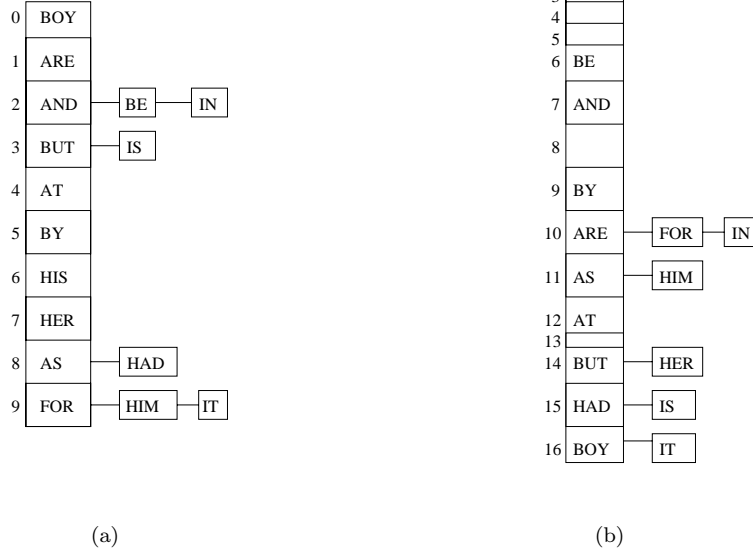 0 BOY
1 ARE
2 AND BE IN
3 BUT IS
4 AT
5 BY
6 HIS
7 HER
8 AS HAD
9 FOR HIM IT
(a)
4
5
6 BE
7 AND
8
9 BY
10 ARE FOR IN
11 AS HIM
12 AT
13
14 BUT HER
15 HAD IS
16 BOY IT
(b)